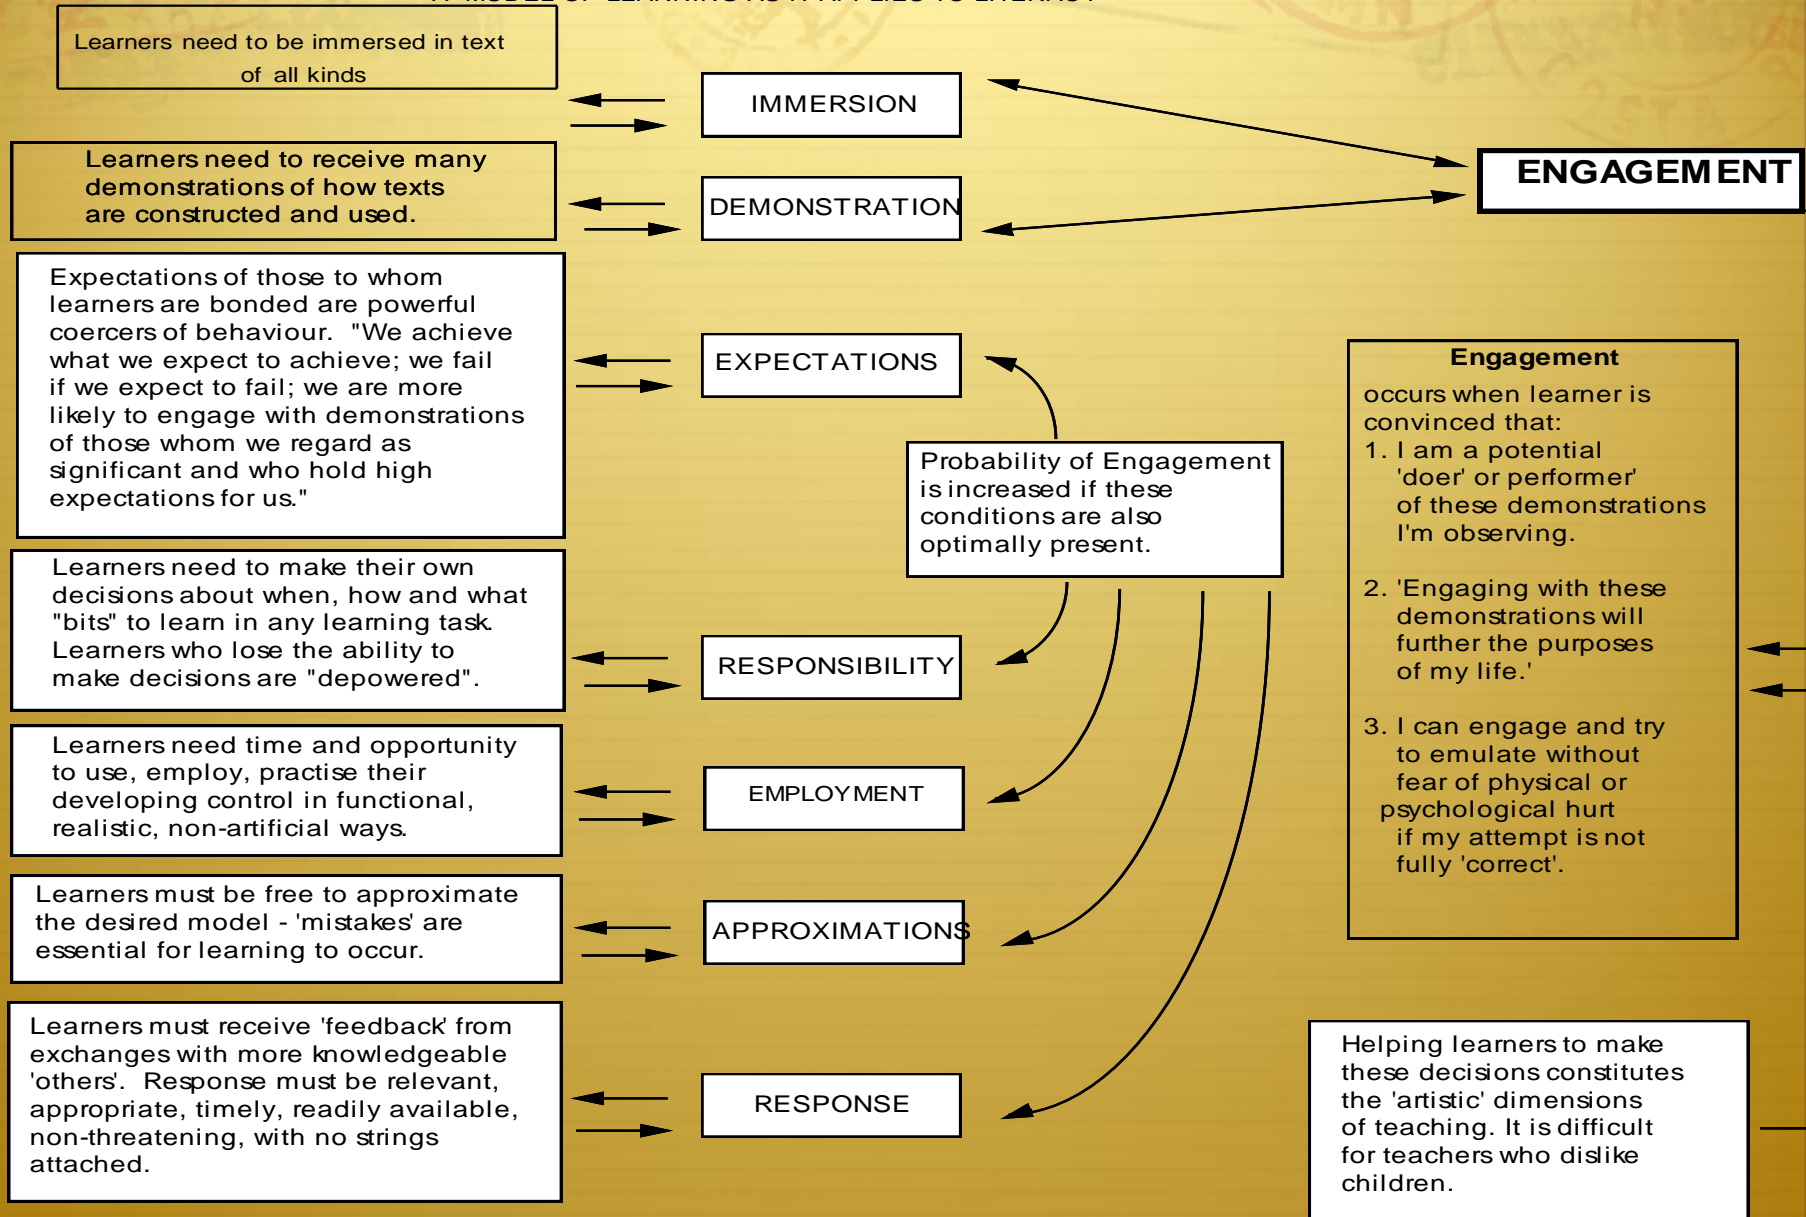 A MODEL OF LEARNING AS IT APPLIES TO LITERACY
Learners need to be immersed in text
of all kinds
IMMERSION
Learners need to receive many
demonstrations of how texts
are constructed and used.
DEMONSTRATION
ENGAGEMENT
Expectations of those to whom
learners are bonded are powerful
coercers of behaviour. "We achieve
what we expect to achieve; we fail
if we expect to fail; we are more
likely to engage with demonstrations
of those whom we regard as
significant and who hold high
expectations for us."
EXPECTATIONS
Probability of Engagement
is increased if these
conditions are also
optimally present.
Engagement
occurs when learner is
convinced that:
1. I am a potential
'doer' or performer'
of these demonstrations
I'm observing.
2. 'Engaging with these
demonstrations will
further the purposes
of my life.'
3. I can engage and try
to emulate without
fear of physical or
psychological hurt
if my attempt is not
fully 'correct'.
Learners need to make their own
decisions about when, how and what
"bits" to learn in any learning task.
Learners who lose the ability to
make decisions are "depowered".
RESPONSIBILITY
Learners need time and opportunity
to use, employ, practise their
developing control in functional,
realistic, non-artificial ways.
EMPLOYMENT
Learners must be free to approximate
the desired model - 'mistakes' are
essential for learning to occur.
APPROXIMATIONS
Learners must receive 'feedback' from
exchanges with more knowledgeable
'others'. Response must be relevant,
appropriate, timely, readily available,
non-threatening, with no strings
attached.
RESPONSE
Helping learners to make
these decisions constitutes
the 'artistic' dimensions
of teaching. It is difficult
for teachers who dislike
children.
COSTA